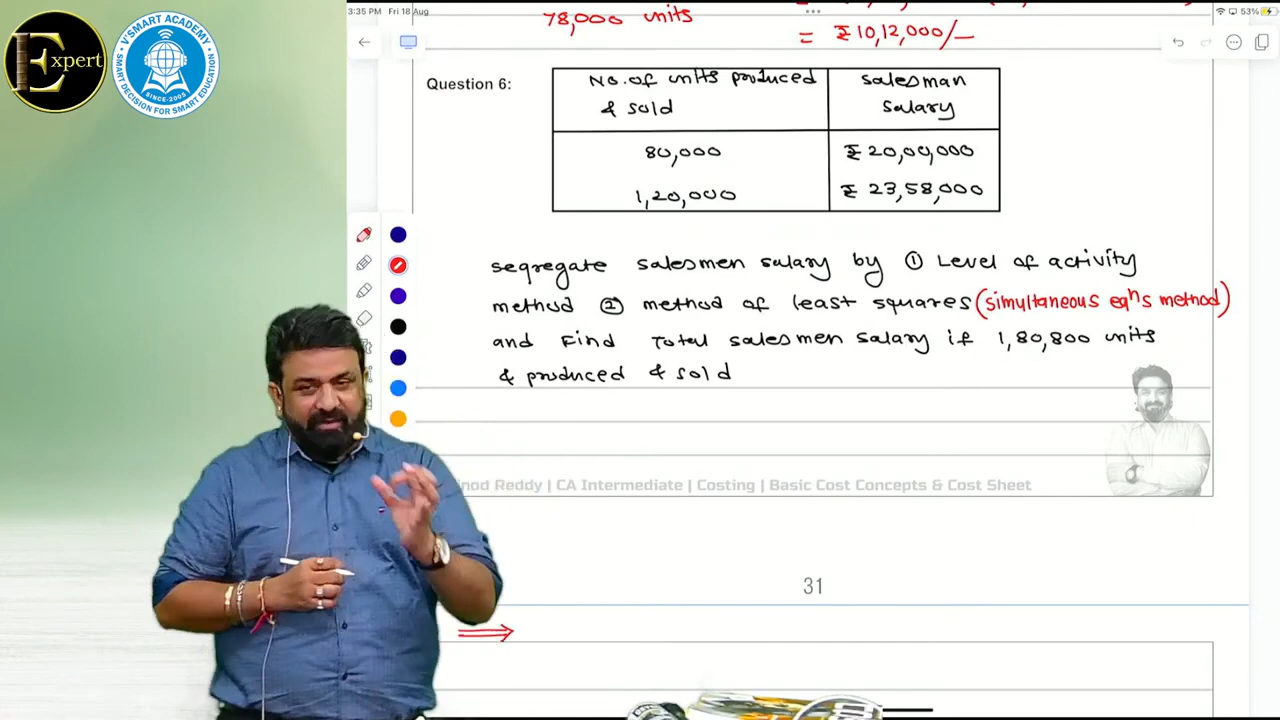 3:35 PM Fri 18 Aug
53%
78,000 units
= ₹10,12,000/-
V'SMART ACADEMY
SMART DECISION FOR SMART EDUCATION
SINCE-2005
Expert
Question 6:
No. of units produced & sold
salesman salary
80,000 ₹ 20,00,000
1,20,000 ₹ 23,58,000
segregate salesmen salary by ① Level of activity
method ② method of least squares (simultaneous eqns method)
and Find Total salesmen salary if 1,80,800 units
& produced & sold
nod Reddy | CA Intermediate | Costing | Basic Cost Concepts & Cost Sheet
31